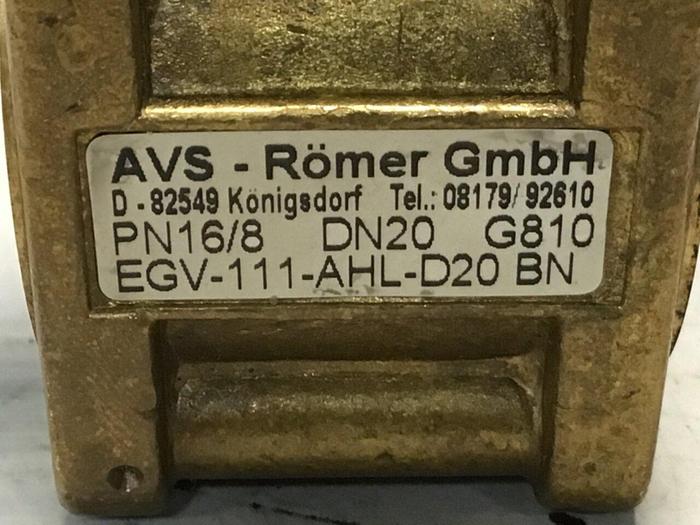 AVS - Römer GmbH
D - 82549 Königsdorf Tel.: 08179/ 92610
PN16/8 DN20 G810
EGV-111-AHL-D20 BN